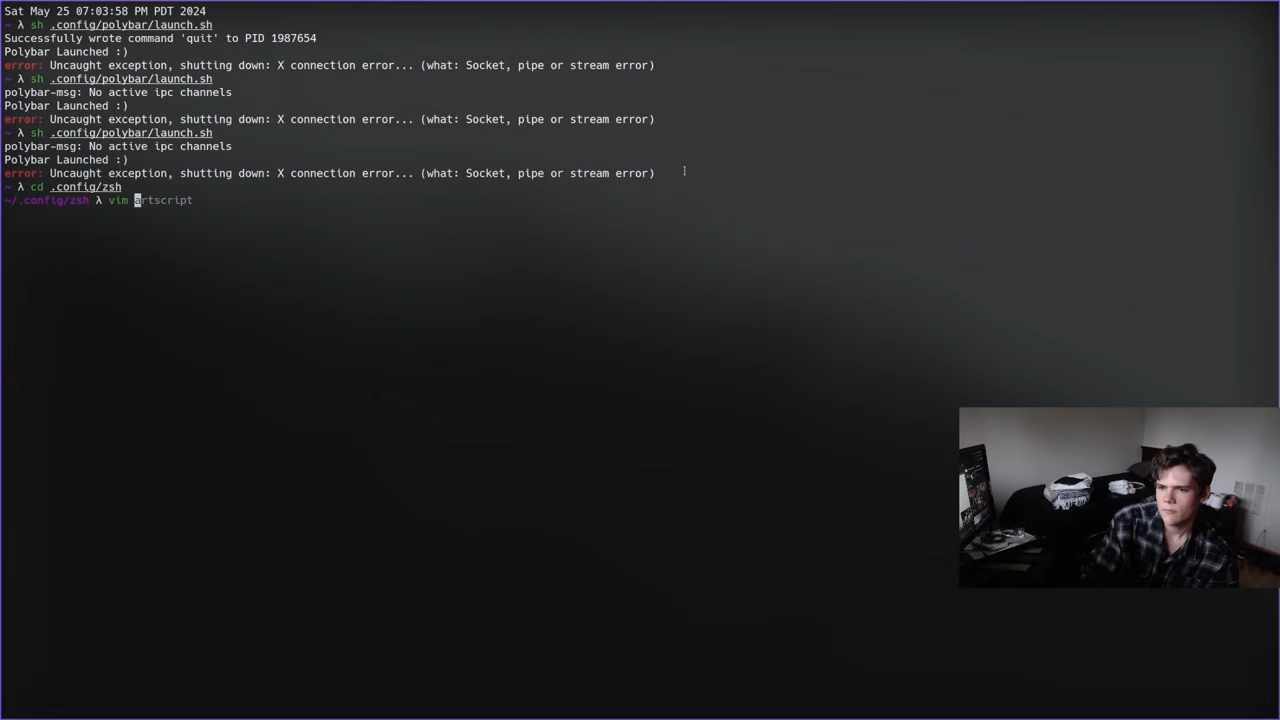 Sat May 25 07:03:58 PM PDT 2024
~ λ sh .config/polybar/launch.sh
Successfully wrote command 'quit' to PID 1987654
Polybar Launched :)
error: Uncaught exception, shutting down: X connection error... (what: Socket, pipe or stream error)
~ λ sh .config/polybar/launch.sh
polybar-msg: No active ipc channels
Polybar Launched :)
error: Uncaught exception, shutting down: X connection error... (what: Socket, pipe or stream error)
~ λ sh .config/polybar/launch.sh
polybar-msg: No active ipc channels
Polybar Launched :)
error: Uncaught exception, shutting down: X connection error... (what: Socket, pipe or stream error)
~ λ cd .config/zsh
~/.config/zsh λ vim artscript